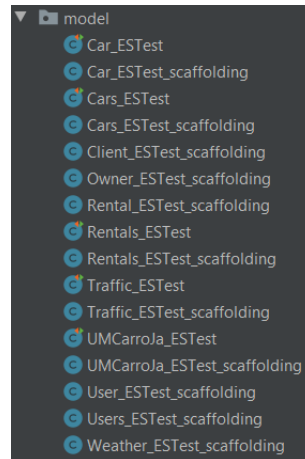 model
Car_ESTest
Car_ESTest_scaffolding
Cars_ESTest
Cars_ESTest_scaffolding
Client_ESTest_scaffolding
Owner_ESTest_scaffolding
Rental_ESTest_scaffolding
Rentals_ESTest
Rentals_ESTest_scaffolding
Traffic_ESTest
Traffic_ESTest_scaffolding
UMCarroJa_ESTest
UMCarroJa_ESTest_scaffolding
User_ESTest_scaffolding
Users_ESTest_scaffolding
Weather_ESTest_scaffolding